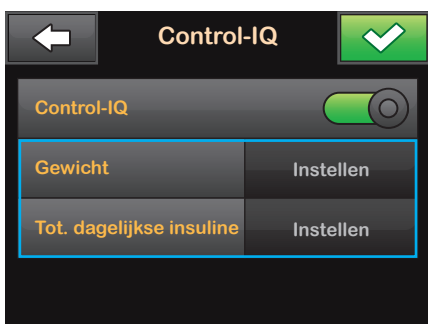 Control-IQ
Control-IQ
Gewicht Instellen
Tot. dagelijkse insuline Instellen